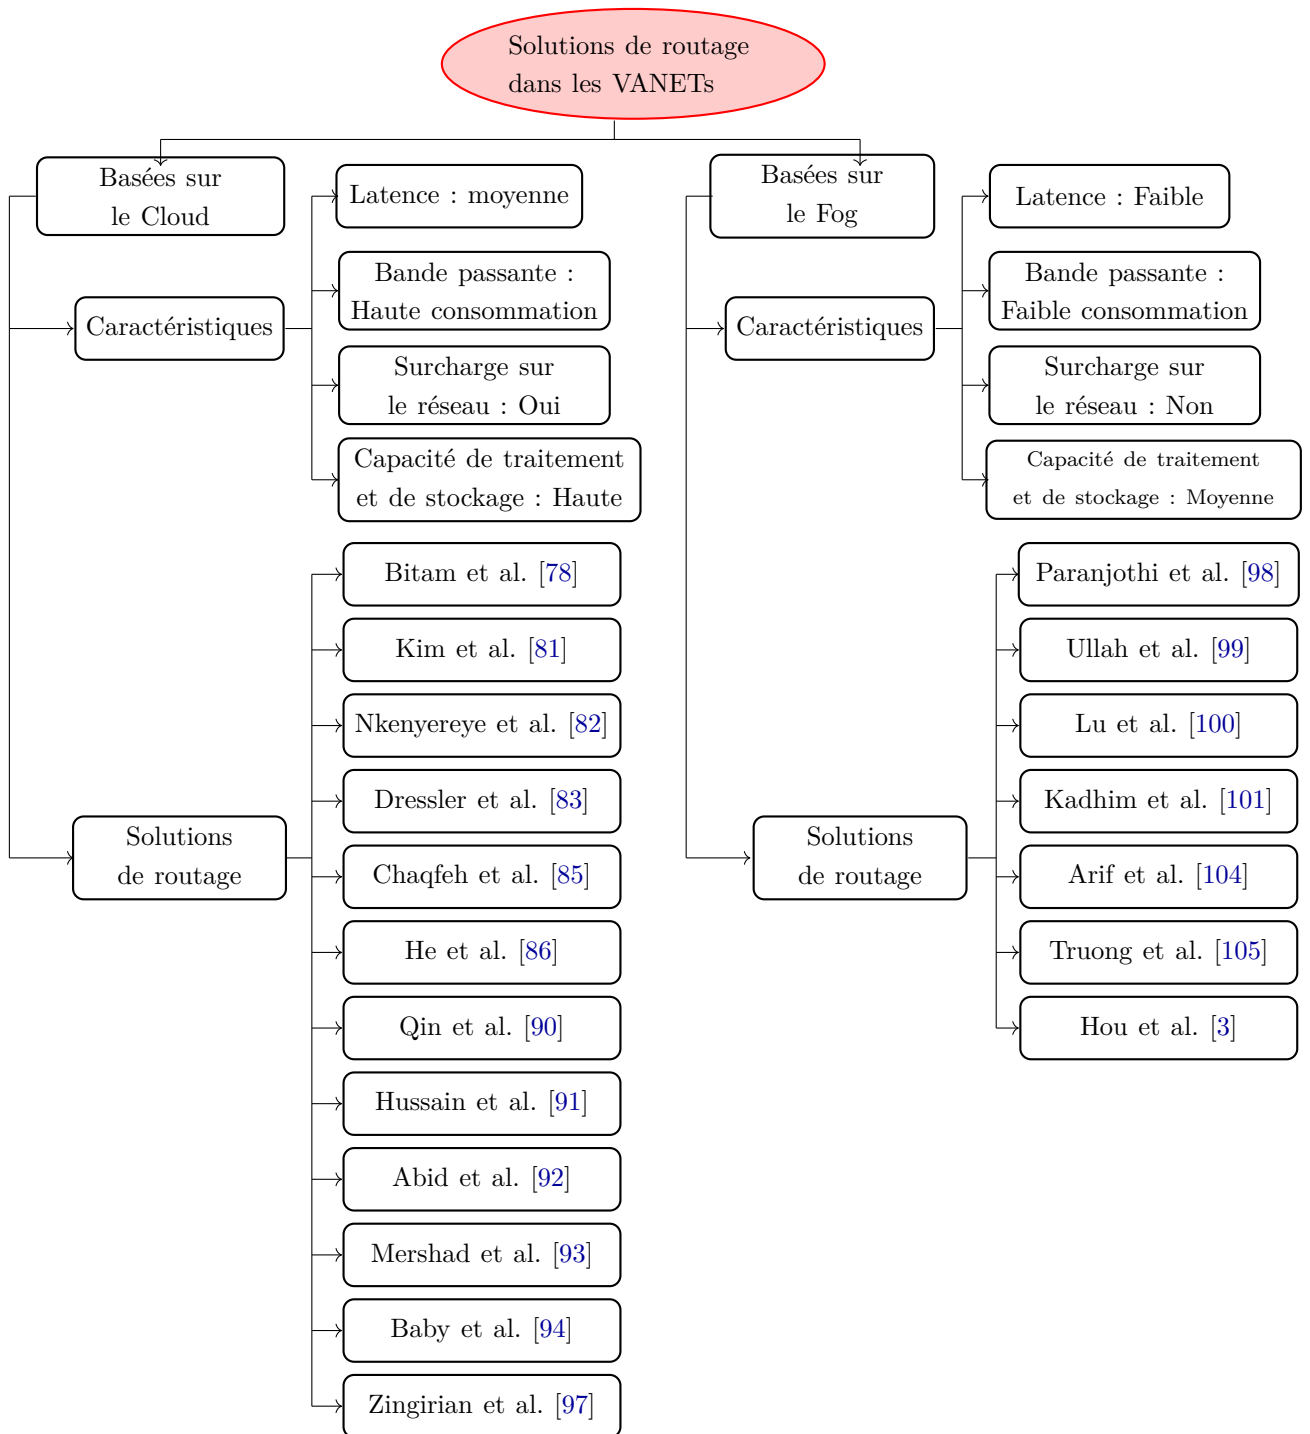 Solutions de routage
dans les VANETs
Basées sur
le Cloud
Latence : moyenne
Bande passante :
Haute consommation
Caractéristiques
Surcharge sur
le réseau : Oui
Capacité de traitement
et de stockage : Haute
Bitam et al. [78]
Kim et al. [81]
Nkenyereye et al. [82]
Dressler et al. [83]
Solutions
de routage
Chaqfeh et al. [85]
He et al. [86]
Qin et al. [90]
Hussain et al. [91]
Abid et al. [92]
Mershad et al. [93]
Baby et al. [94]
Zingirian et al. [97]
Basées sur
le Fog
Latence : Faible
Bande passante :
Faible consommation
Caractéristiques
Surcharge sur
le réseau : Non
Capacité de traitement
et de stockage : Moyenne
Paranjothi et al. [98]
Ullah et al. [99]
Lu et al. [100]
Kadhim et al. [101]
Solutions
de routage
Arif et al. [104]
Truong et al. [105]
Hou et al. [3]